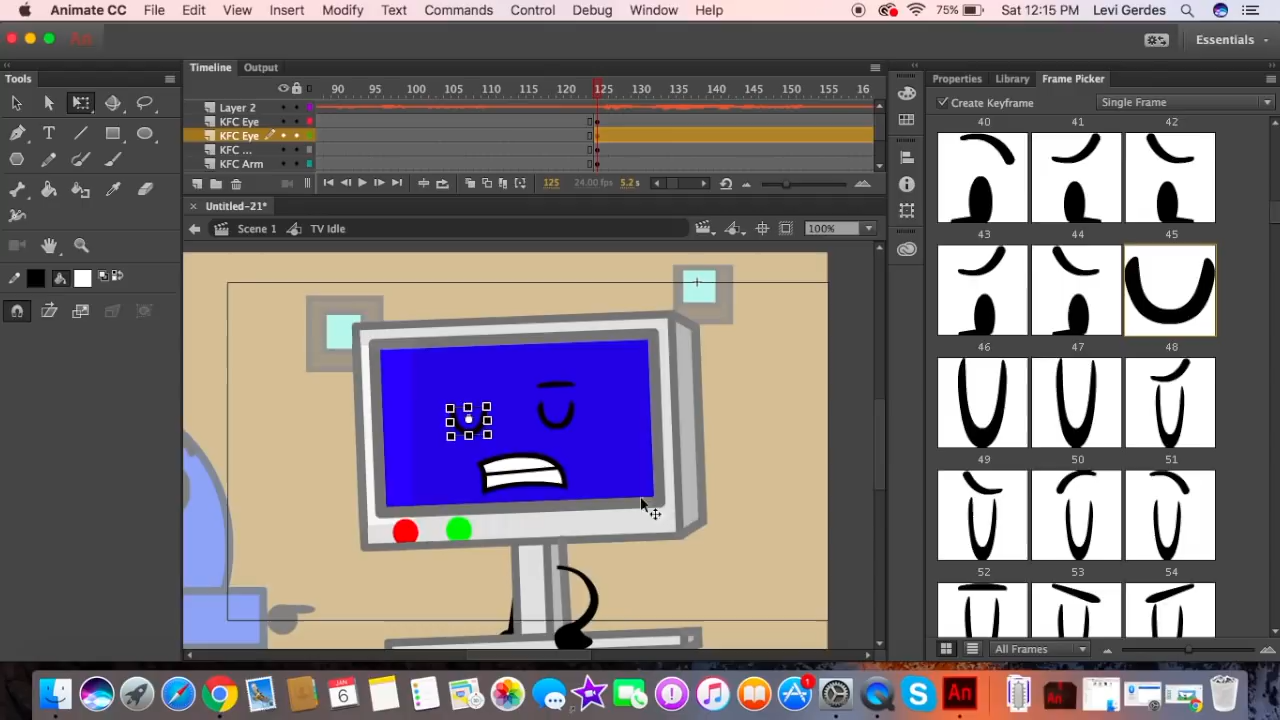 Animate CC File Edit View Insert Modify Text Commands Control Debug Window Help 75% Sat 12:15 PM Levi Gerdes
An Essentials
Tools Timeline Output Properties Library Frame Picker
90 95 100 105 110 115 120 125 130 135 140 145 150 155 16
Create Keyframe Single Frame
Layer 2
KFC Eye
KFC Eye
KFC ...
KFC Arm
125 24.00 fps 5.2 s
Untitled-21*
Scene 1 TV Idle 100%
40 41 42
43 44 45
46 47 48
49 50 51
52 53 54
All Frames
6
1
S
An